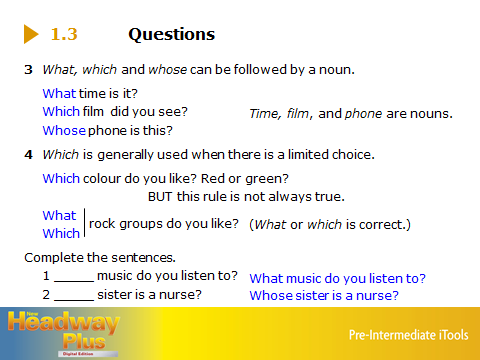 1.3 Questions
3 What, which and whose can be followed by a noun.
What time is it?
Which film did you see?
Whose phone is this?
Time, film, and phone are nouns.
4 Which is generally used when there is a limited choice.
Which colour do you like? Red or green?
BUT this rule is not always true.
What
Which
rock groups do you like? (What or which is correct.)
Complete the sentences.
1 _____ music do you listen to? What music do you listen to?
2 _____ sister is a nurse? Whose sister is a nurse?
New
Headway
Plus
Digital Edition
Pre-Intermediate iTools